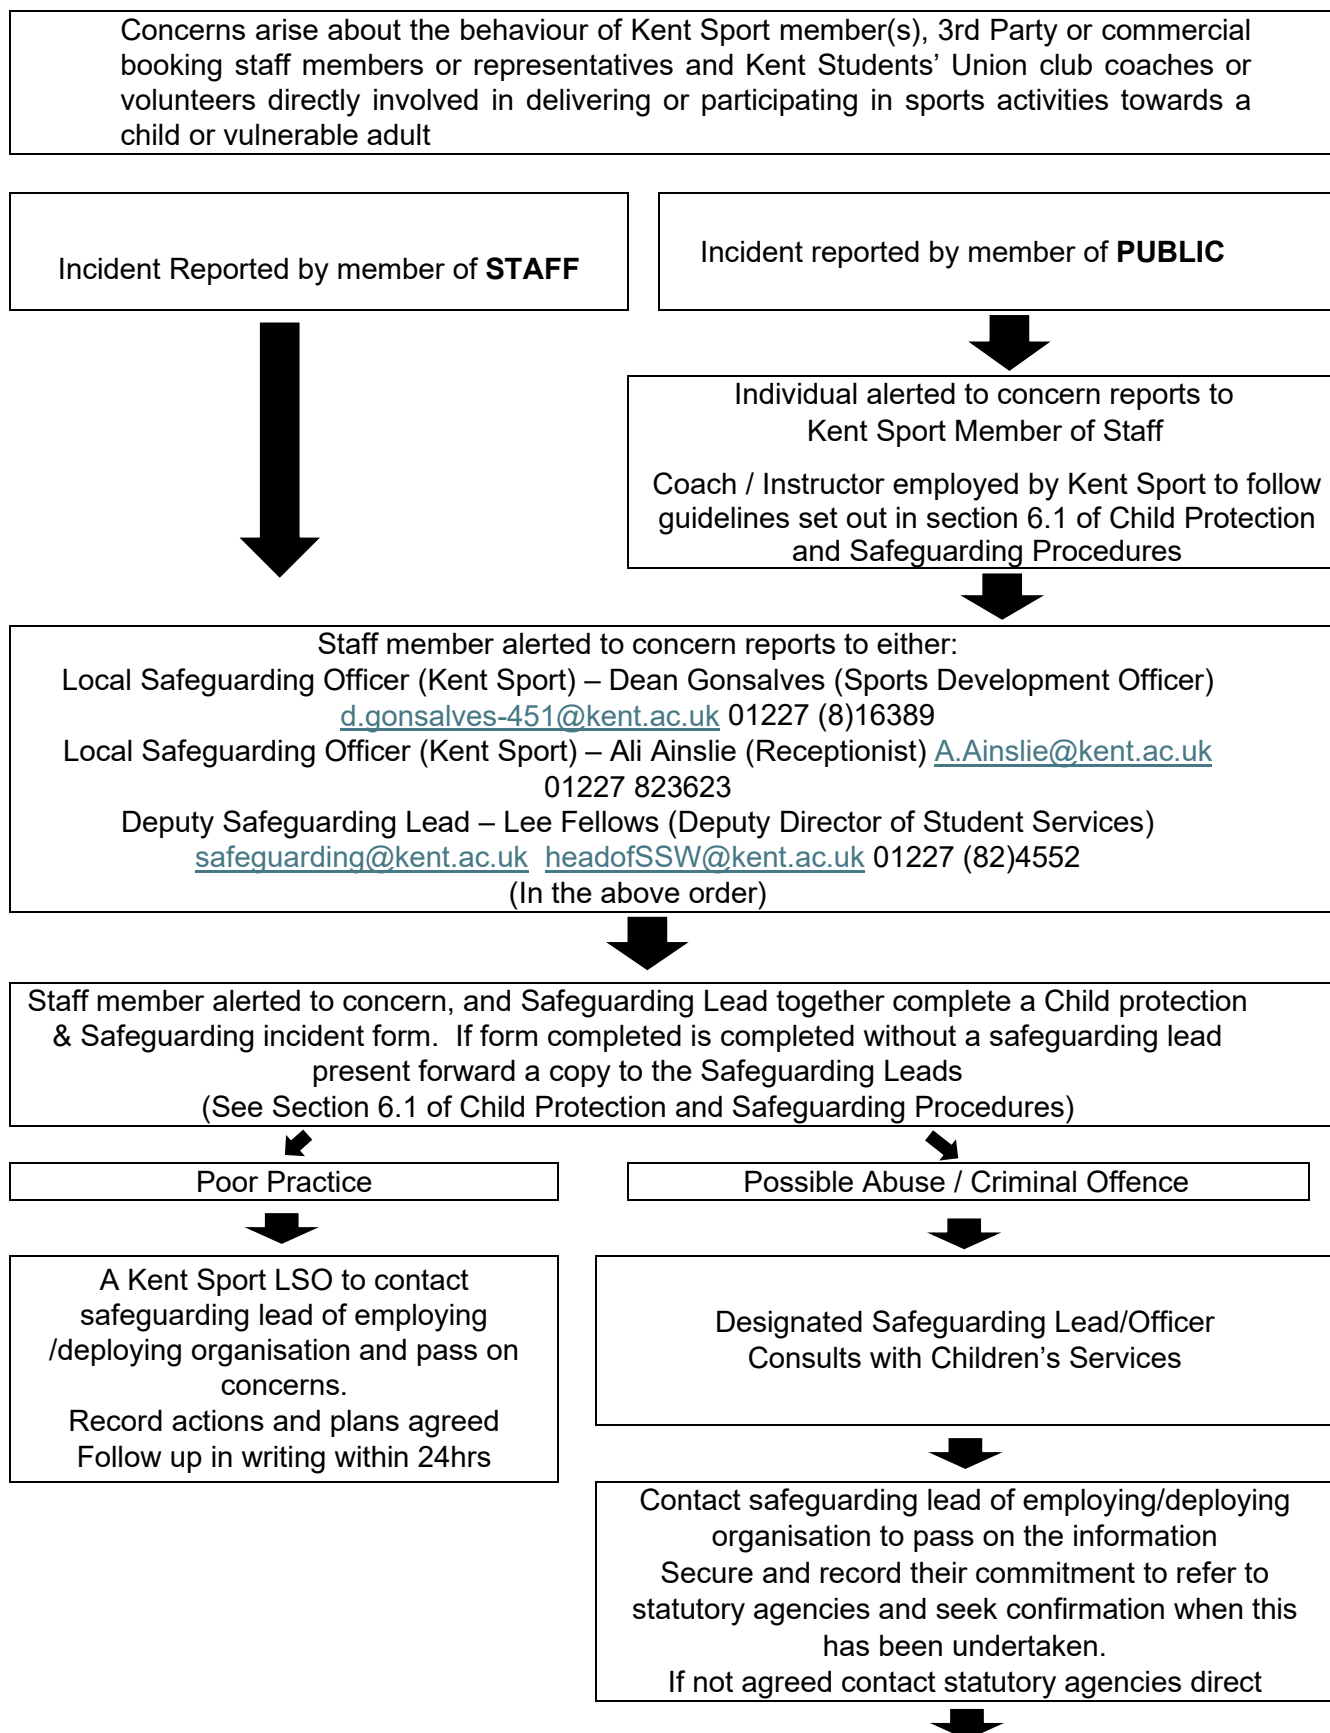 Concerns arise about the behaviour of Kent Sport member(s), 3rd Party or commercial
booking staff members or representatives and Kent Students’ Union club coaches or
volunteers directly involved in delivering or participating in sports activities towards a
child or vulnerable adult
Incident Reported by member of STAFF
Incident reported by member of PUBLIC
Individual alerted to concern reports to
Kent Sport Member of Staff
Coach / Instructor employed by Kent Sport to follow
guidelines set out in section 6.1 of Child Protection
and Safeguarding Procedures
Staff member alerted to concern reports to either:
Local Safeguarding Officer (Kent Sport) – Dean Gonsalves (Sports Development Officer)
d.gonsalves-451@kent.ac.uk 01227 (8)16389
Local Safeguarding Officer (Kent Sport) – Ali Ainslie (Receptionist) A.Ainslie@kent.ac.uk
01227 823623
Deputy Safeguarding Lead – Lee Fellows (Deputy Director of Student Services)
safeguarding@kent.ac.uk headofSSW@kent.ac.uk 01227 (82)4552
(In the above order)
Staff member alerted to concern, and Safeguarding Lead together complete a Child protection
& Safeguarding incident form. If form completed is completed without a safeguarding lead
present forward a copy to the Safeguarding Leads
(See Section 6.1 of Child Protection and Safeguarding Procedures)
Poor Practice
Possible Abuse / Criminal Offence
A Kent Sport LSO to contact
safeguarding lead of employing
/deploying organisation and pass on
concerns.
Record actions and plans agreed
Follow up in writing within 24hrs
Designated Safeguarding Lead/Officer
Consults with Children’s Services
Contact safeguarding lead of employing/deploying
organisation to pass on the information
Secure and record their commitment to refer to
statutory agencies and seek confirmation when this
has been undertaken.
If not agreed contact statutory agencies direct